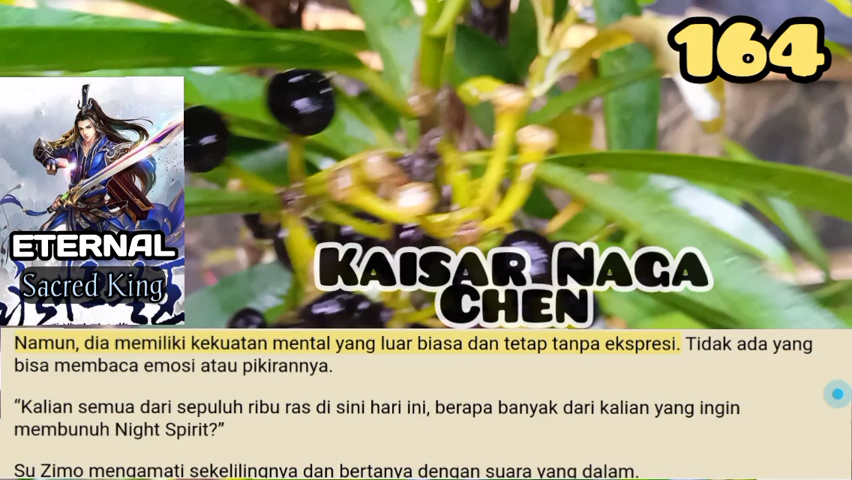 164
ETERNAL
Sacred King
KAISAR NAGA
CHEN
Namun, dia memiliki kekuatan mental yang luar biasa dan tetap tanpa ekspresi. Tidak ada yang
bisa membaca emosi atau pikirannya.
“Kalian semua dari sepuluh ribu ras di sini hari ini, berapa banyak dari kalian yang ingin
membunuh Night Spirit?”
Su Zimo mengamati sekelilingnya dan bertanya dengan suara yang dalam.